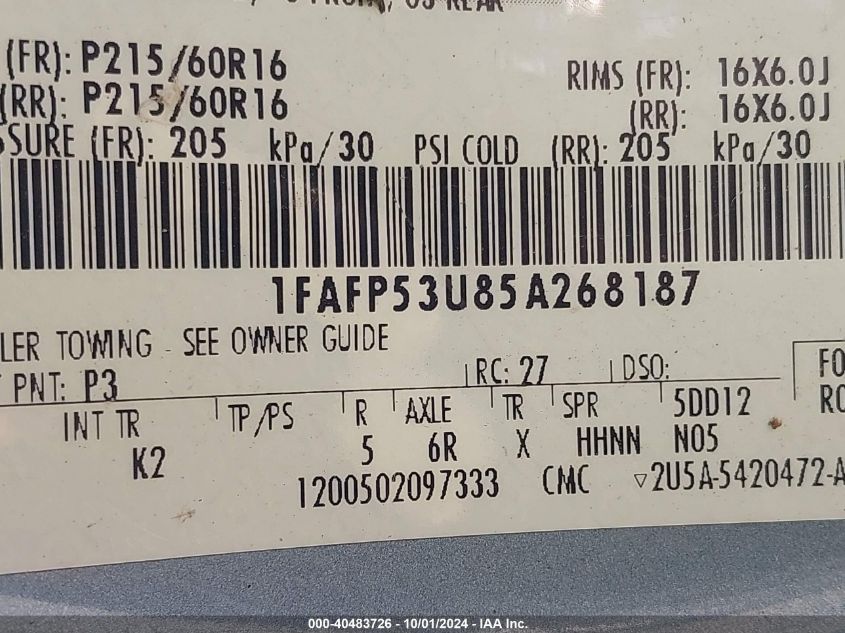 (FR): P215/60R16 RIMS (FR): 16X6.0J
(RR): P215/60R16 (RR): 16X6.0J
SSURE (FR): 205 kPa/30 PSI COLD (RR): 205 kPa/30
1FAFP53U85A268187
LER TOWING - SEE OWNER GUIDE
PNT: P3 RC: 27 DSO: FO
INT TR TP/PS R AXLE TR SPR 5DD12 RO
K2 5 6R X HHNN N05
1200502097333 CMC ▽2U5A-5420472-A
000-40483726 - 10/01/2024 - IAA Inc.